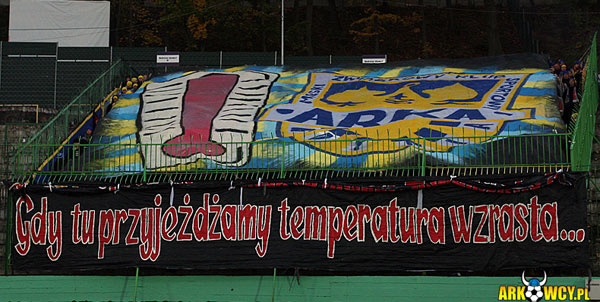 ARKA
Gdy tu przyjeżdżamy temperatura wzrasta...
ARKOWCY.PL